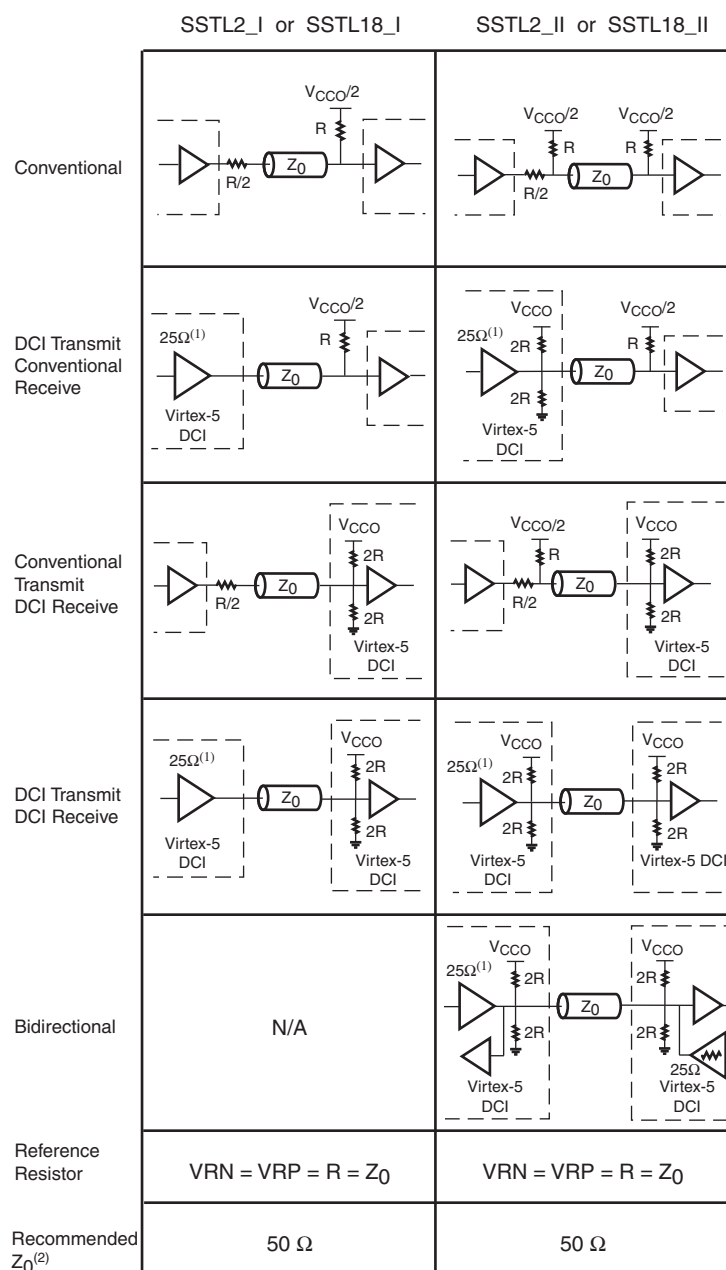 SSTL2_I or SSTL18_I
SSTL2_II or SSTL18_II
Conventional
R/2
Z0
VCCO/2
R
R/2
VCCO/2
R
Z0
VCCO/2
R
DCI Transmit
Conventional
Receive
25Ω(1)
Virtex-5
DCI
Z0
VCCO/2
R
25Ω(1)
VCCO
2R
2R
Virtex-5
DCI
Z0
VCCO/2
R
Conventional
Transmit
DCI Receive
R/2
Z0
VCCO
2R
2R
Virtex-5
DCI
R/2
VCCO/2
R
Z0
VCCO
2R
2R
Virtex-5
DCI
DCI Transmit
DCI Receive
25Ω(1)
Virtex-5
DCI
Z0
VCCO
2R
2R
Virtex-5
DCI
25Ω(1)
VCCO
2R
2R
Virtex-5
DCI
Z0
VCCO
2R
2R
Virtex-5 DCI
Bidirectional
N/A
25Ω(1)
VCCO
2R
2R
Virtex-5
DCI
Z0
VCCO
2R
2R
25Ω
Virtex-5
DCI
Reference
Resistor
VRN = VRP = R = Z0
VRN = VRP = R = Z0
Recommended
Z0(2)
50 Ω
50 Ω